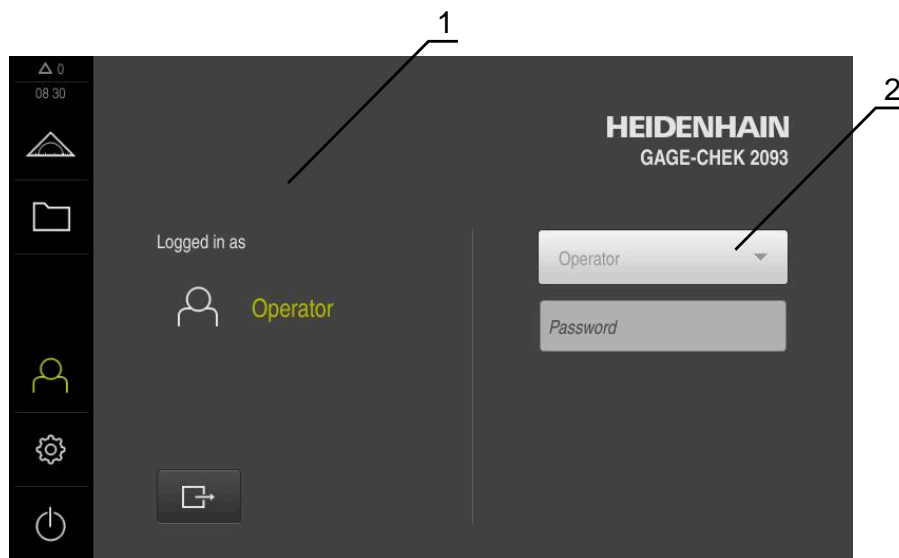 1
△ 0
08 30
2
HEIDENHAIN
GAGE-CHEK 2093
Logged in as
Operator
Operator
Password